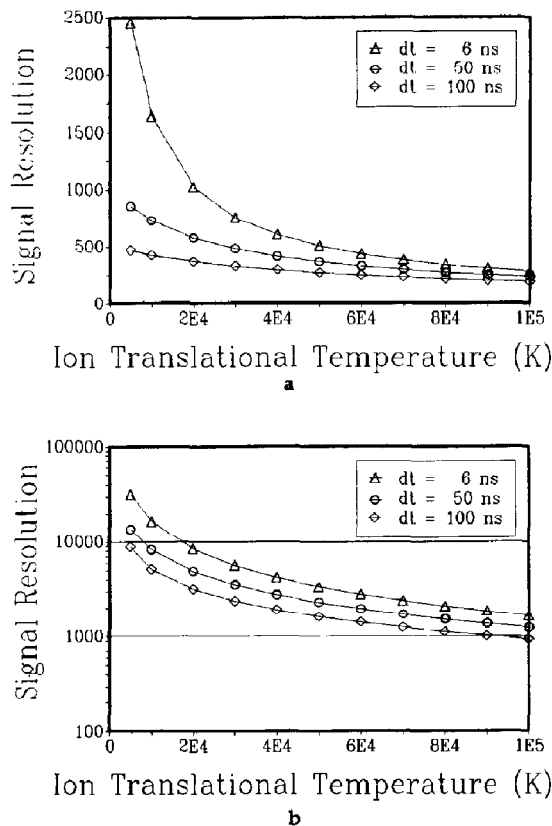 2500
2000
1500
1000
500
0
Signal Resolution
dt = 6 ns
dt = 50 ns
dt = 100 ns
0 2E4 4E4 6E4 8E4 1E5
Ion Translational Temperature (K)
a
100000
10000
1000
100
Signal Resolution
dt = 6 ns
dt = 50 ns
dt = 100 ns
0 2E4 4E4 6E4 8E4 1E5
Ion Translational Temperature (K)
b